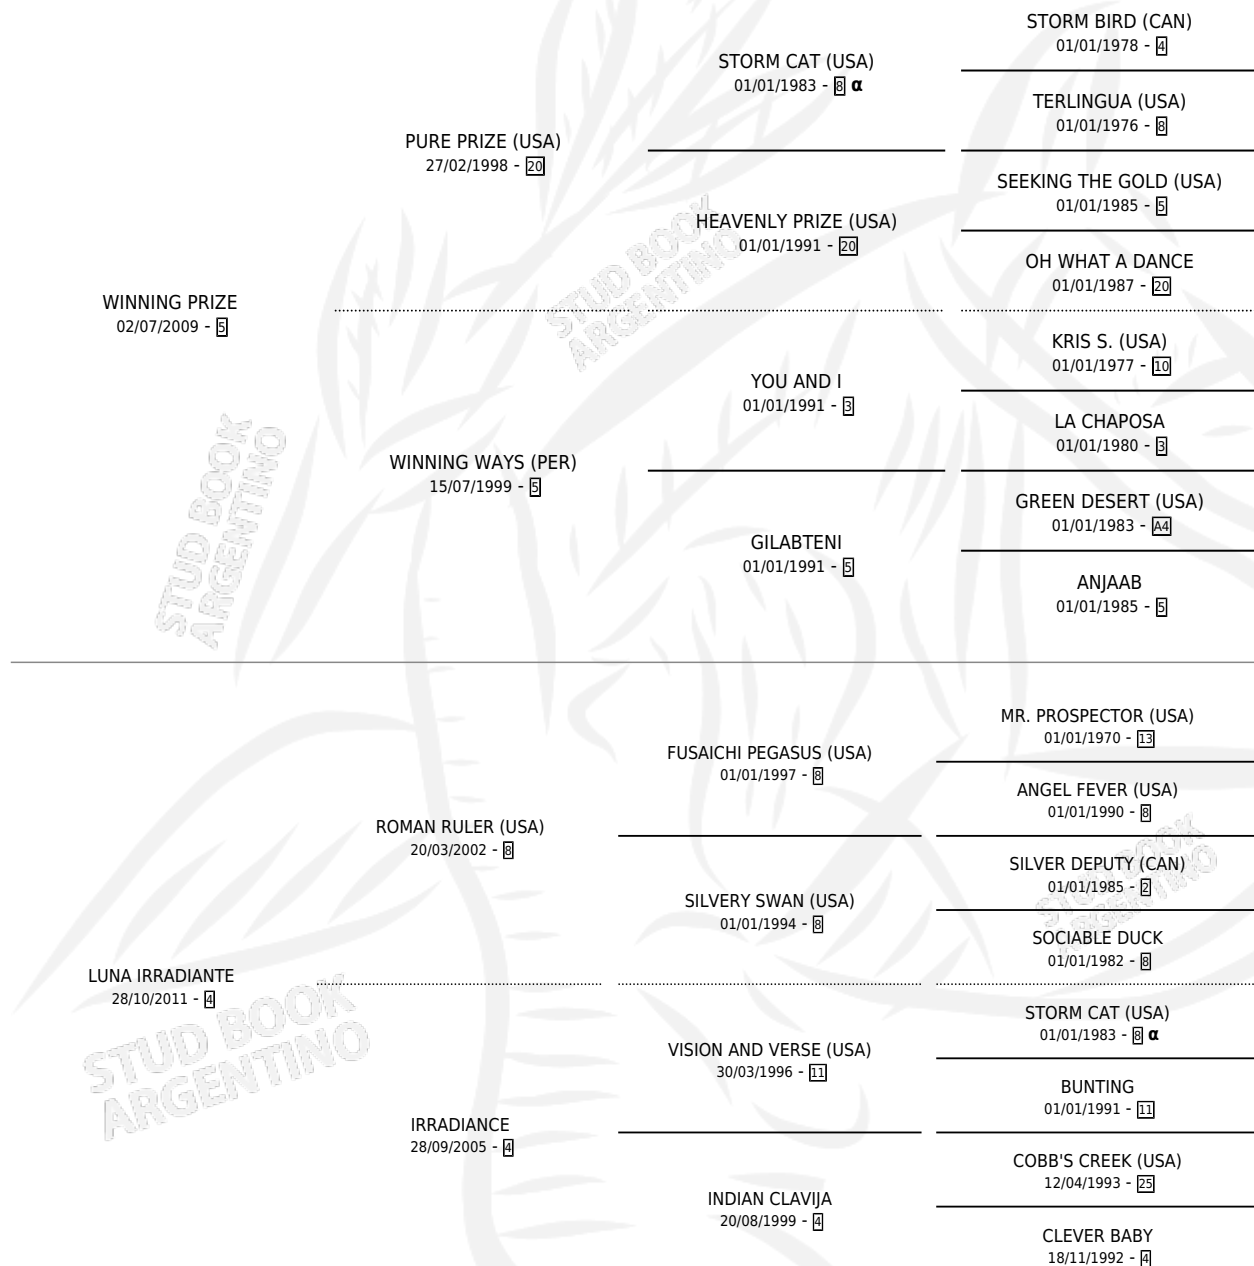 STORM BIRD (CAN)
01/01/1978 - 4
STORM CAT (USA)
01/01/1983 - 8 α
TERLINGUA (USA)
01/01/1976 - 8
PURE PRIZE (USA)
27/02/1998 - 20
SEEKING THE GOLD (USA)
01/01/1985 - 5
HEAVENLY PRIZE (USA)
01/01/1991 - 20
OH WHAT A DANCE
01/01/1987 - 20
WINNING PRIZE
02/07/2009 - 5
KRIS S. (USA)
01/01/1977 - 10
YOU AND I
01/01/1991 - 3
LA CHAPOSA
01/01/1980 - 3
WINNING WAYS (PER)
15/07/1999 - 5
GREEN DESERT (USA)
01/01/1983 - A4
GILABTENI
01/01/1991 - 5
ANJAAB
01/01/1985 - 5
MR. PROSPECTOR (USA)
01/01/1970 - 13
FUSAICHI PEGASUS (USA)
01/01/1997 - 8
ANGEL FEVER (USA)
01/01/1990 - 8
ROMAN RULER (USA)
20/03/2002 - 8
SILVER DEPUTY (CAN)
01/01/1985 - 2
SILVERY SWAN (USA)
01/01/1994 - 8
SOCIABLE DUCK
01/01/1982 - 8
LUNA IRRADIANTE
28/10/2011 - 4
STORM CAT (USA)
01/01/1983 - 8 α
VISION AND VERSE (USA)
30/03/1996 - 11
BUNTING
01/01/1991 - 11
IRRADIANCE
28/09/2005 - 4
COBB'S CREEK (USA)
12/04/1993 - 25
INDIAN CLAVIJA
20/08/1999 - 4
CLEVER BABY
18/11/1992 - 4
STUD BOOK
ARGENTINO
STUD BOOK
ARGENTINO
STUD BOOK
ARGENTINO
STUD BOOK
ARGENTINO